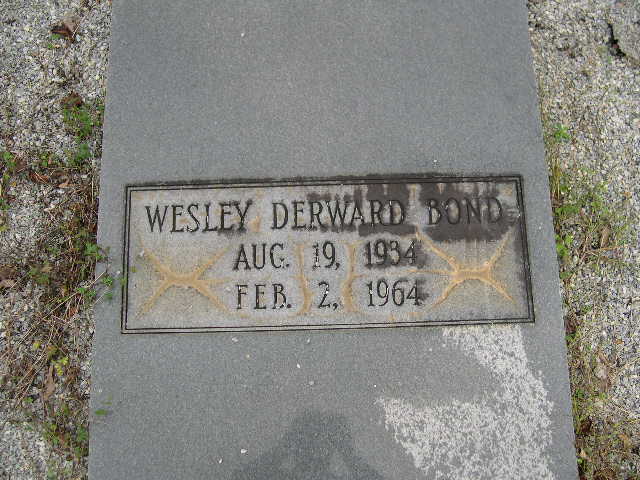 WESLEY DERWARD BOND
AUG. 19, 1934
FEB. 2, 1964